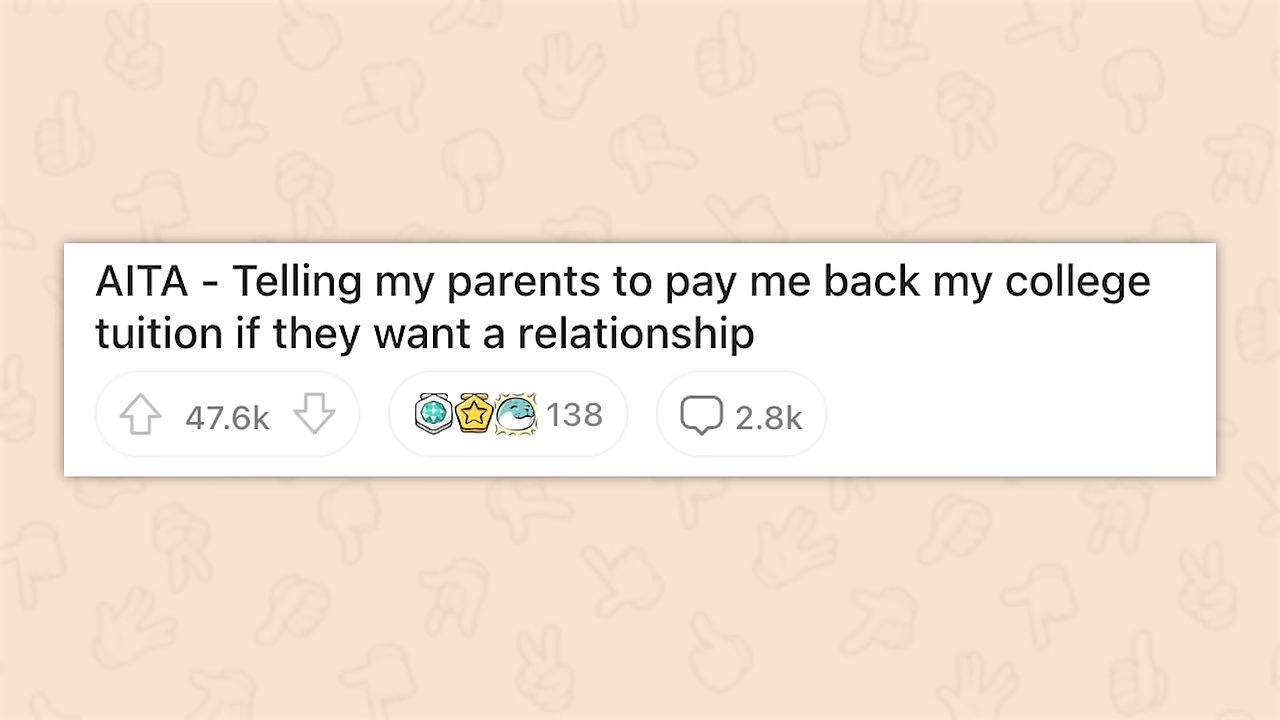 AITA - Telling my parents to pay me back my college
tuition if they want a relationship
47.6k 138 2.8k